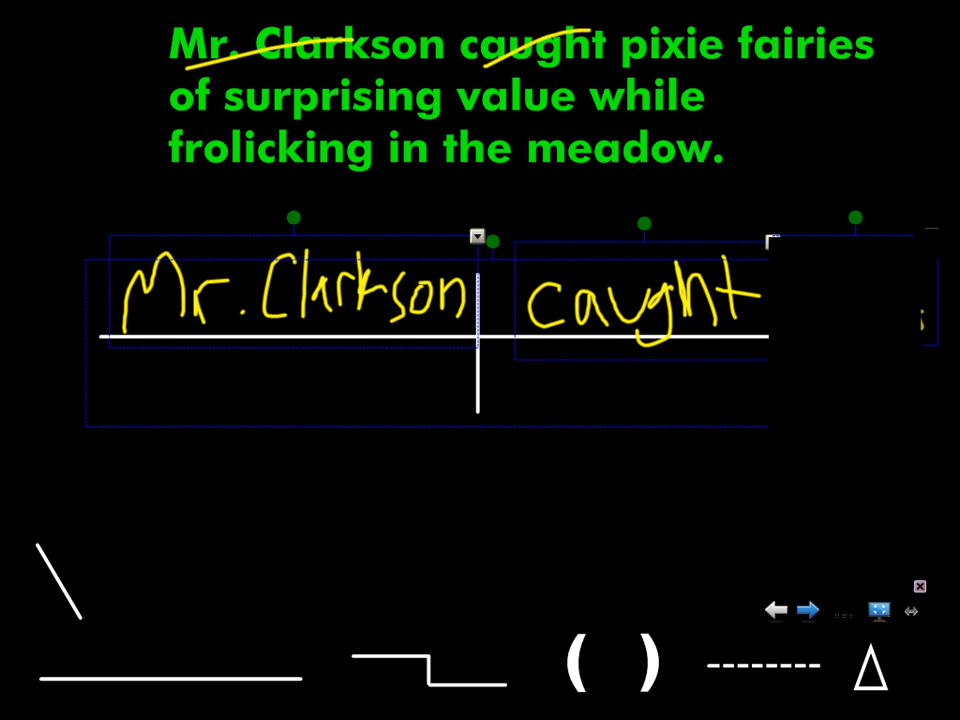 Mr. Clarkson caught pixie fairies
of surprising value while
frolicking in the meadow.
Mr. Clarkson caught
( )